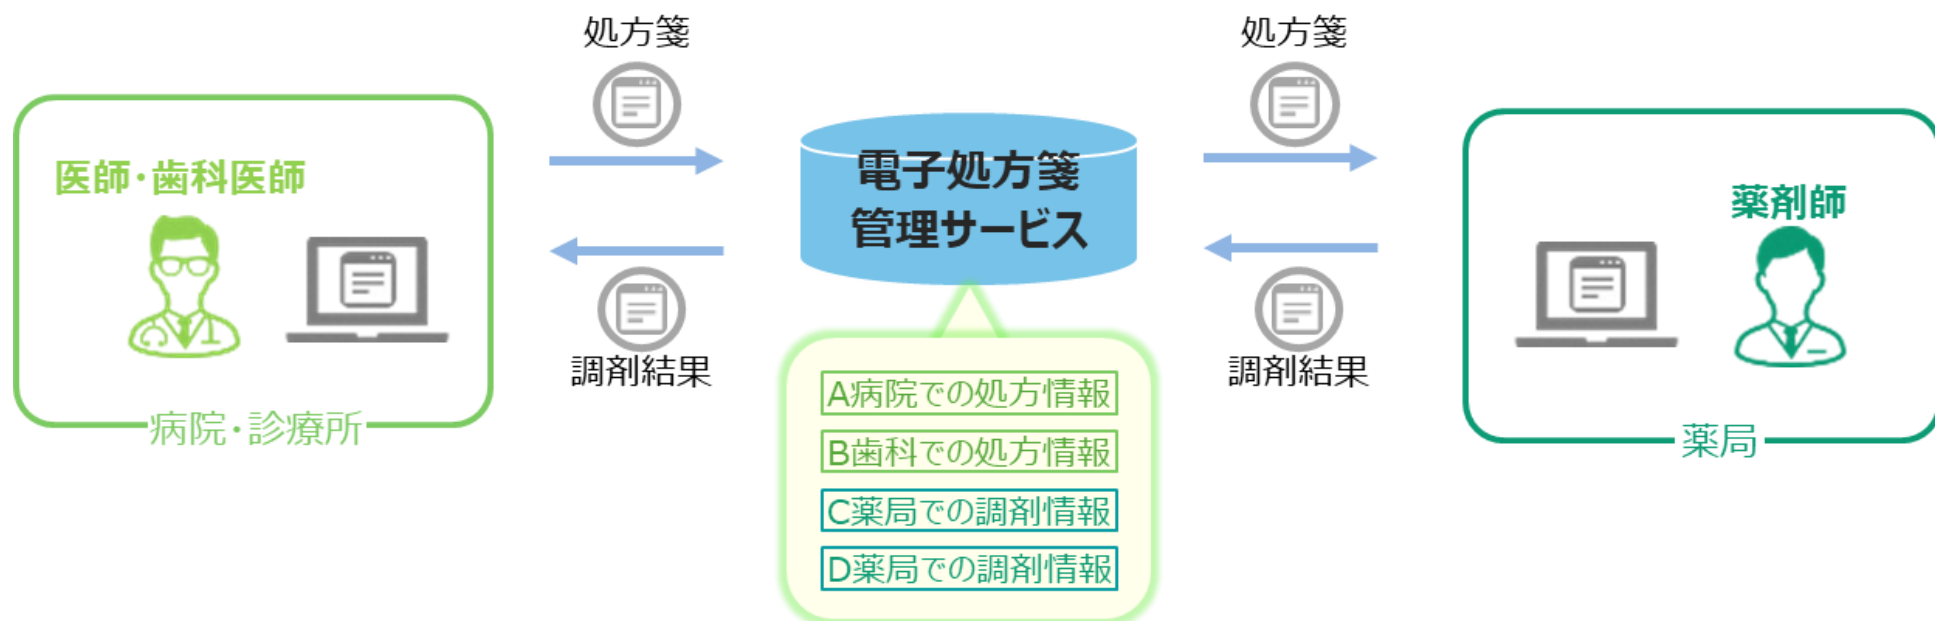 処方箋
処方箋
医師・歯科医師
電子処方箋
管理サービス
薬剤師
調剤結果
調剤結果
A病院での処方情報
B歯科での処方情報
C薬局での調剤情報
D薬局での調剤情報
病院・診療所
薬局